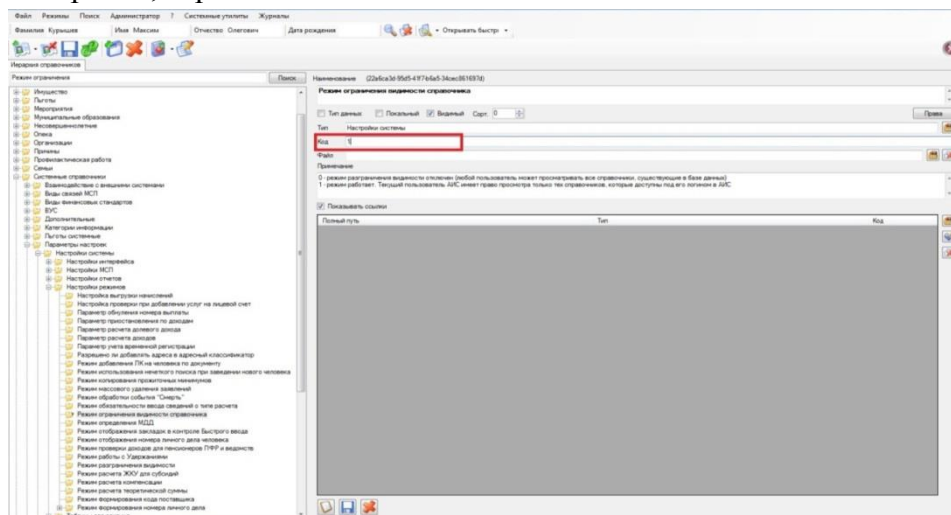 Файл Режимы Поиск Администратор ? Системные утилиты Журналы
Фамилия Курышев Имя Максим Отчество Олегович Дата рождения Открывать быстро
Иерархия справочников
Режим ограничения Поиск
Имущество
Льготы
Мероприятия
Муниципальные образования
Несовершеннолетние
Опека
Организации
Причины
Профилактическая работа
Семьи
Системные справочники
Взаимодействие с внешними системами
Виды связей МСП
Виды финансовых стандартов
ВУС
Дополнительные
Категории информации
Льготы системные
Параметры настроек
Настройки системы
Настройки интерфейса
Настройки МСП
Настройки отчетов
Настройки режимов
Настройка выгрузки начислений
Настройка проверки при добавлении услуг на лицевой счет
Параметр обнуления номера выплаты
Параметр приостановления по доходам
Параметр расчета долевого дохода
Параметр расчета доходов
Параметр учета временной регистрации
Разрешено ли добавлять адреса в адресный классификатор
Режим добавления ПК на человека по документу
Режим использования нечеткого поиска при заведении нового человека
Режим копирования прожиточных минимумов
Режим массового удаления заявлений
Режим обработки события "Смерть"
Режим обязательности ввода сведений о типе расчета
Режим ограничения видимости справочника
Режим определения МДД
Режим отображения закладок в контроле Быстрого ввода
Режим отображения номера личного дела человека
Режим проверки доходов для пенсионеров ПФР и ведомств
Режим работы с Удержаниями
Режим разграничения видимости
Режим расчета ЖКУ для субсидий
Режим расчета компенсации
Режим расчета теоретической суммы
Режим формирования кода поставщика
Режим формирования номера личного дела
Наименование
Режим ограничения видимости справочника
Тип данных Локальный Видимый Сорт. 0 Права
Тип Настройки системы
Код 1
Файл
Примечание
0 - режим разграничения видимости отключен (любой пользователь может просматривать все справочники, существующие в базе данных)
1 - режим работает. Текущий пользователь АИС имеет право просмотра только тех справочников, которые доступны под его логином в АИС
Показывать ссылки
Полный путь Тип Код